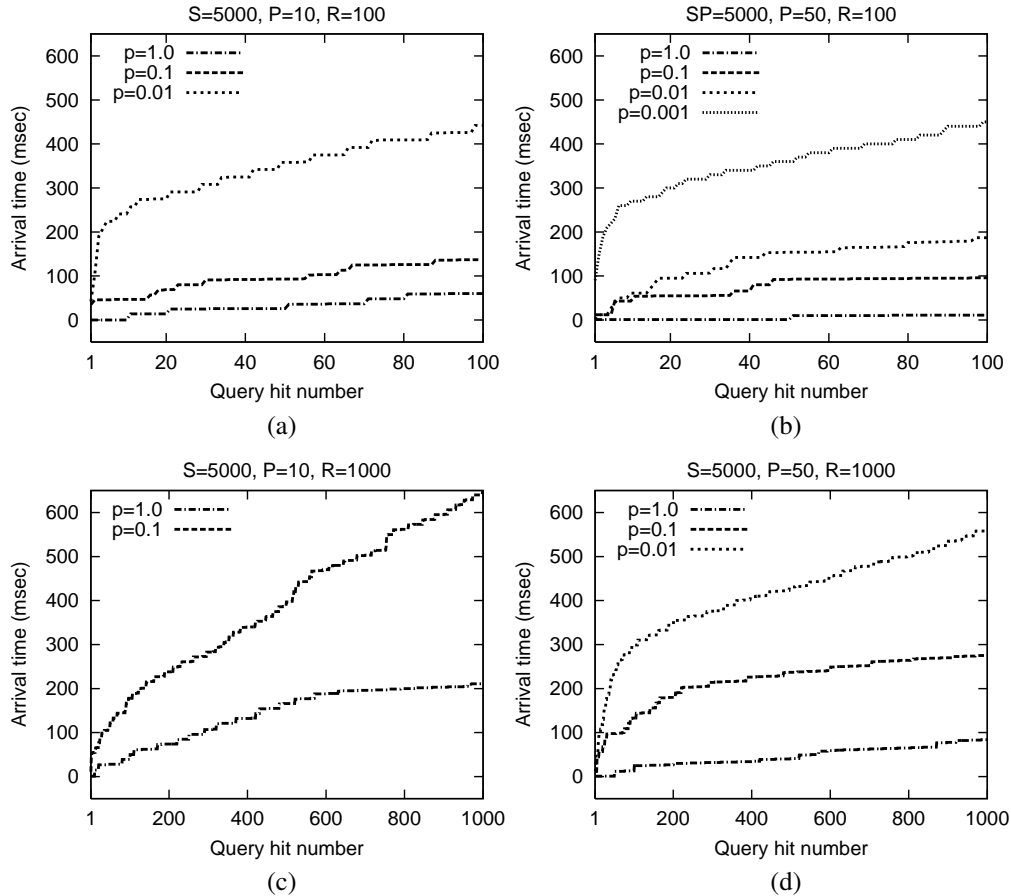 S=5000, P=10, R=100
600
500
400
300
200
100
0
Arrival time (msec)
p=1.0
p=0.1
p=0.01
1 20 40 60 80 100
Query hit number
(a)
SP=5000, P=50, R=100
600
500
400
300
200
100
0
Arrival time (msec)
p=1.0
p=0.1
p=0.01
p=0.001
1 20 40 60 80 100
Query hit number
(b)
S=5000, P=10, R=1000
600
500
400
300
200
100
0
Arrival time (msec)
p=1.0
p=0.1
1 200 400 600 800 1000
Query hit number
(c)
S=5000, P=50, R=1000
600
500
400
300
200
100
0
Arrival time (msec)
p=1.0
p=0.1
p=0.01
1 200 400 600 800 1000
Query hit number
(d)